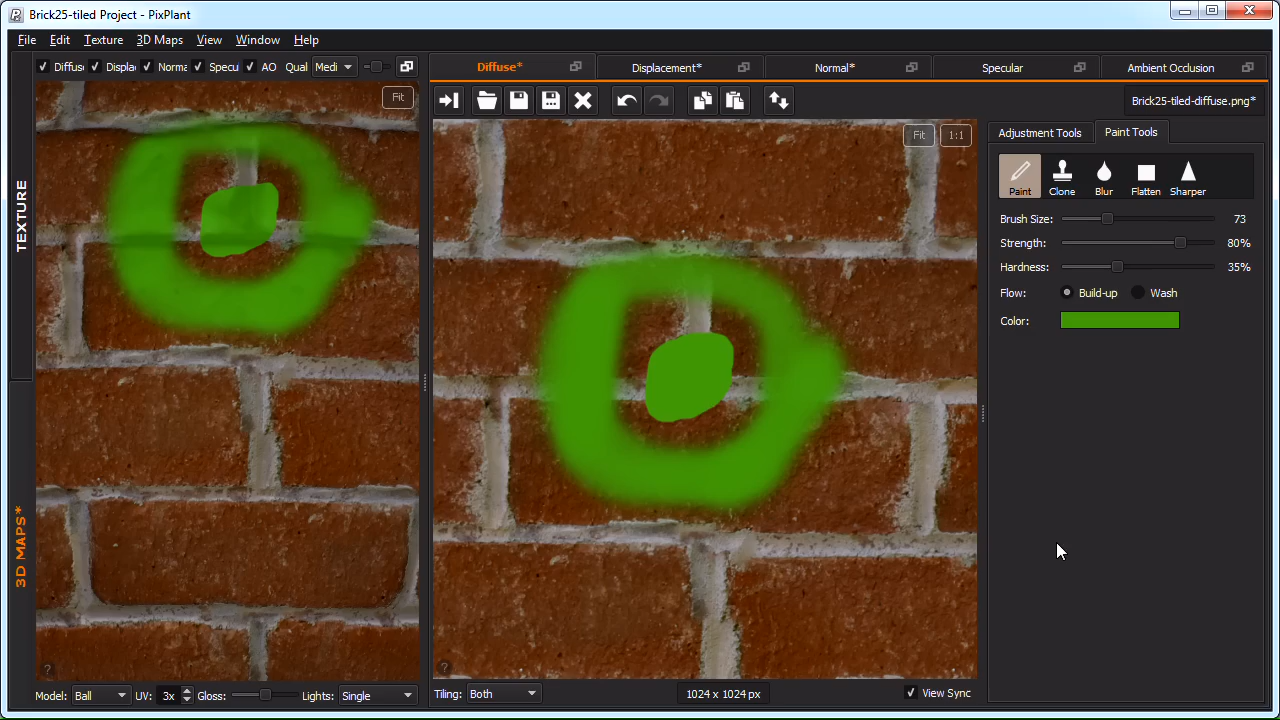 Brick25-tiled Project - PixPlant
File Edit Texture 3D Maps View Window Help
Diffuse Displa Norma Specu AO Qual Medi
Diffuse* Displacement* Normal* Specular Ambient Occlusion
Brick25-tiled-diffuse.png*
Fit
Fit 1:1
Adjustment Tools Paint Tools
Paint Clone Blur Flatten Sharper
Brush Size: 73
Strength: 80%
Hardness: 35%
Flow: Build-up Wash
Color:
TEXTURE
3D MAPS*
?
?
Model: Ball UV: 3x Gloss: Lights: Single
Tiling: Both 1024 x 1024 px View Sync